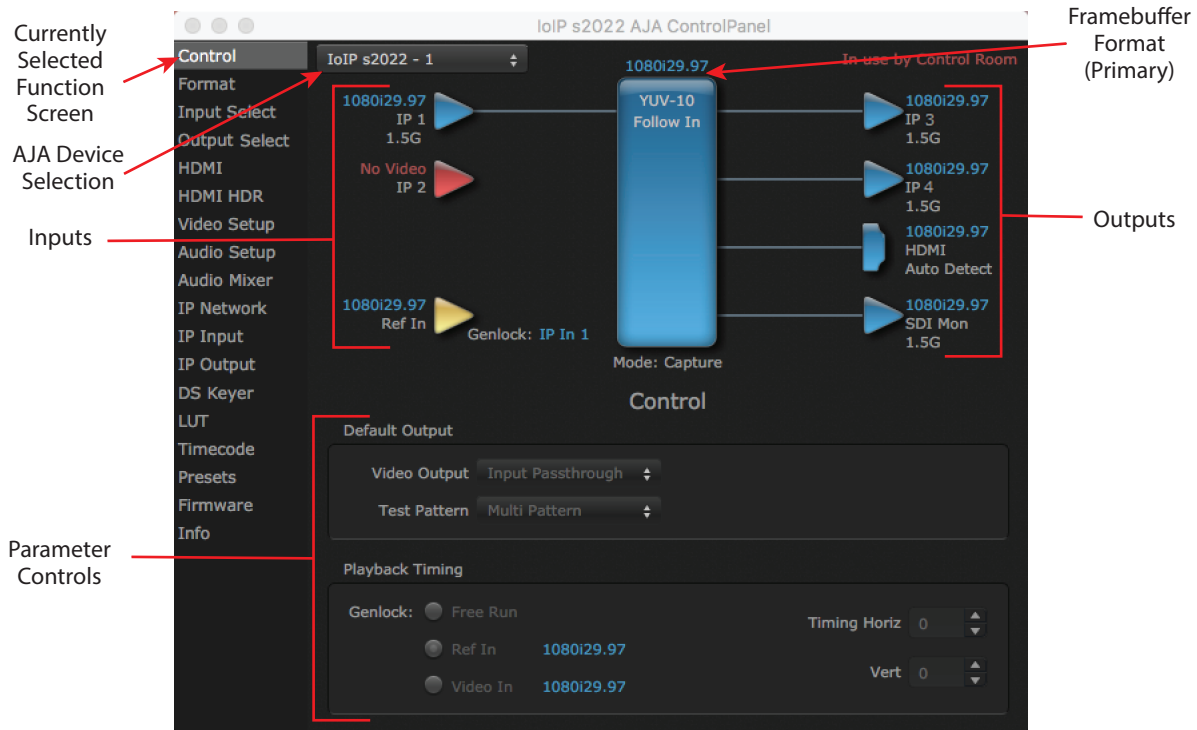 IoIP s2022 AJA ControlPanel
Currently
Selected
Function
Screen
AJA Device
Selection
Inputs
Parameter
Controls
Framebuffer
Format
(Primary)
Outputs
Control
Format
Input Select
Output Select
HDMI
HDMI HDR
Video Setup
Audio Setup
Audio Mixer
IP Network
IP Input
IP Output
DS Keyer
LUT
Timecode
Presets
Firmware
Info
IoIP s2022 - 1
1080i29.97
In use by Control Room
1080i29.97
IP 1
1.5G
No Video
IP 2
1080i29.97
Ref In
Genlock: IP In 1
YUV-10
Follow In
Mode: Capture
1080i29.97
IP 3
1.5G
1080i29.97
IP 4
1.5G
1080i29.97
HDMI
Auto Detect
1080i29.97
SDI Mon
1.5G
Control
Default Output
Video Output Input Passthrough
Test Pattern Multi Pattern
Playback Timing
Genlock: Free Run
Ref In 1080i29.97
Video In 1080i29.97
Timing Horiz 0
Vert 0